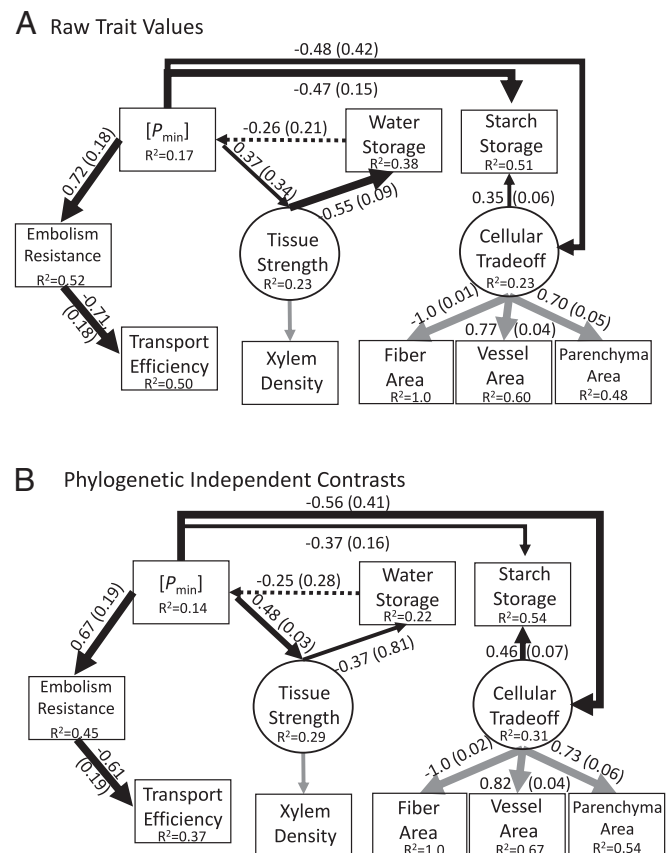 A Raw Trait Values
-0.48 (0.42)
-0.47 (0.15)
[Pmin]
R²=0.17
-0.26 (0.21)
Water
Storage
R²=0.38
Starch
Storage
R²=0.51
0.72 (0.18)
0.37 (0.34)
-0.55 (0.09)
0.35 (0.06)
Embolism
Resistance
R²=0.52
Tissue
Strength
R²=0.23
Cellular
Tradeoff
R²=0.23
-0.71
(0.18)
-1.0 (0.01)
0.77 (0.04)
0.70 (0.05)
Transport
Efficiency
R²=0.50
Xylem
Density
Fiber
Area
R²=1.0
Vessel
Area
R²=0.60
Parenchyma
Area
R²=0.48
B Phylogenetic Independent Contrasts
-0.56 (0.41)
-0.37 (0.16)
[Pmin]
R²=0.14
-0.25 (0.28)
Water
Storage
R²=0.22
Starch
Storage
R²=0.54
0.67 (0.19)
0.48 (0.03)
-0.37 (0.81)
0.46 (0.07)
Embolism
Resistance
R²=0.45
Tissue
Strength
R²=0.29
Cellular
Tradeoff
R²=0.31
-0.61
(0.19)
-1.0 (0.02)
0.82 (0.04)
0.73 (0.06)
Transport
Efficiency
R²=0.37
Xylem
Density
Fiber
Area
R²=1.0
Vessel
Area
R²=0.67
Parenchyma
Area
R²=0.54